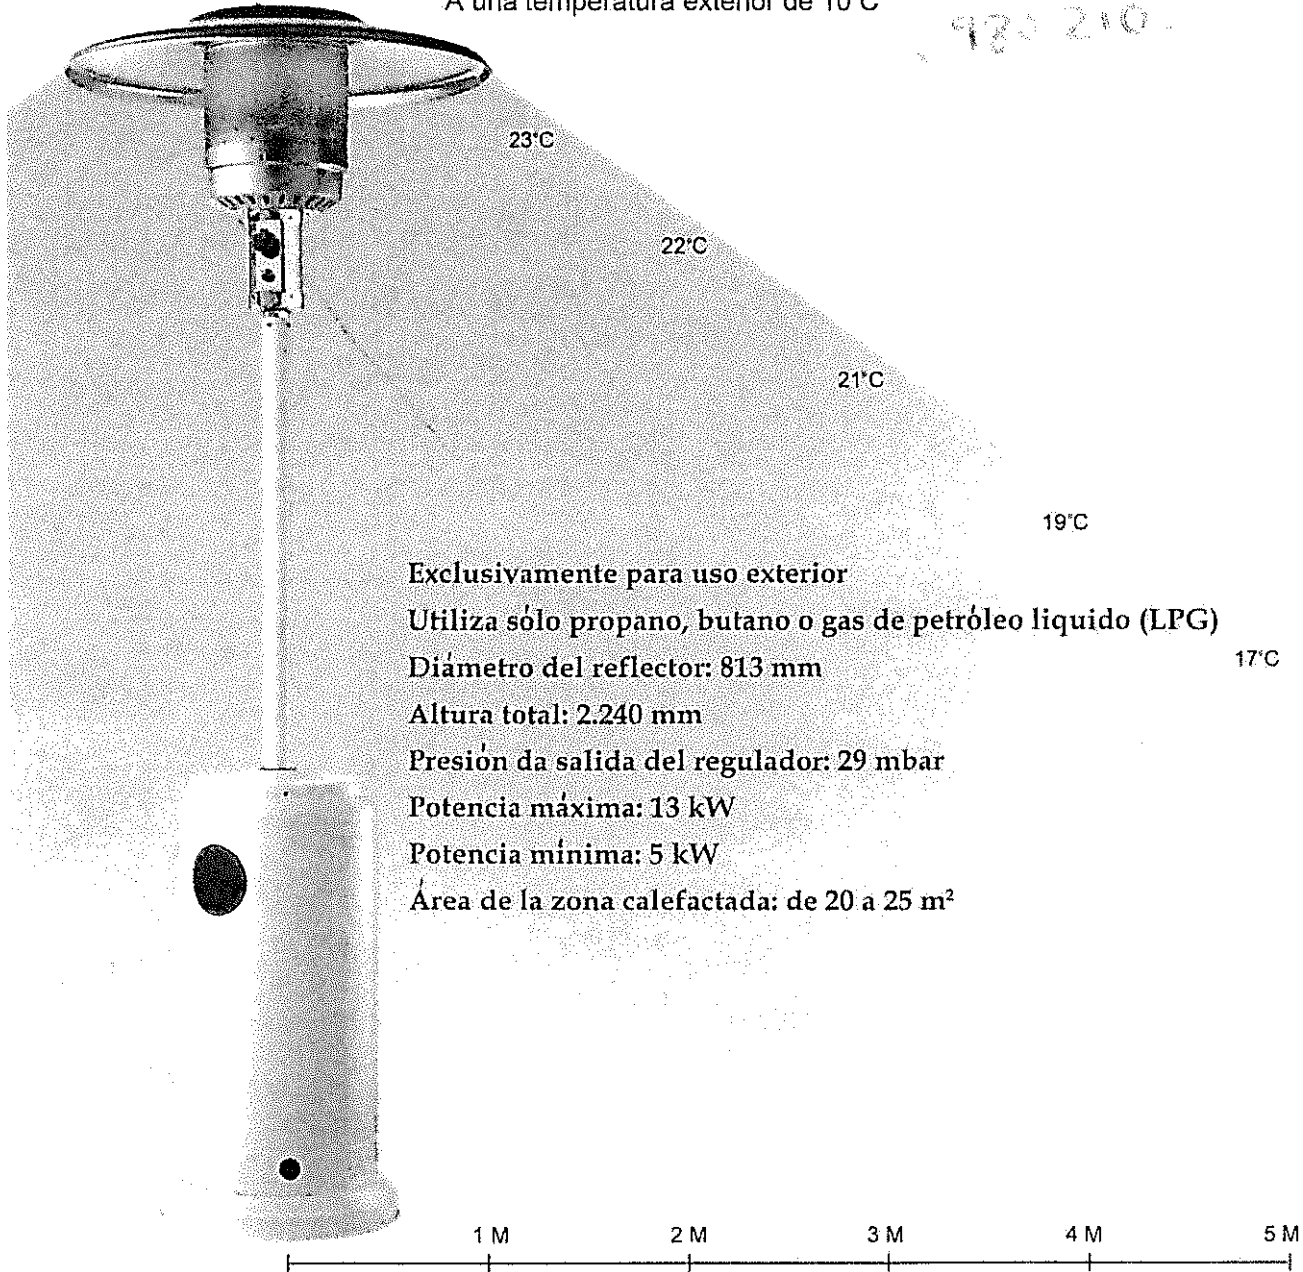 A una temperatura exterior de 10°C
980 210.
23°C
22°C
21°C
19°C
Exclusivamente para uso exterior
Utiliza sólo propano, butano o gas de petróleo liquido (LPG)
17°C
Diámetro del reflector: 813 mm
Altura total: 2.240 mm
Presión da salida del regulador: 29 mbar
Potencia máxima: 13 kW
Potencia mínima: 5 kW
Área de la zona calefactada: de 20 a 25 m²
1 M 2 M 3 M 4 M 5 M